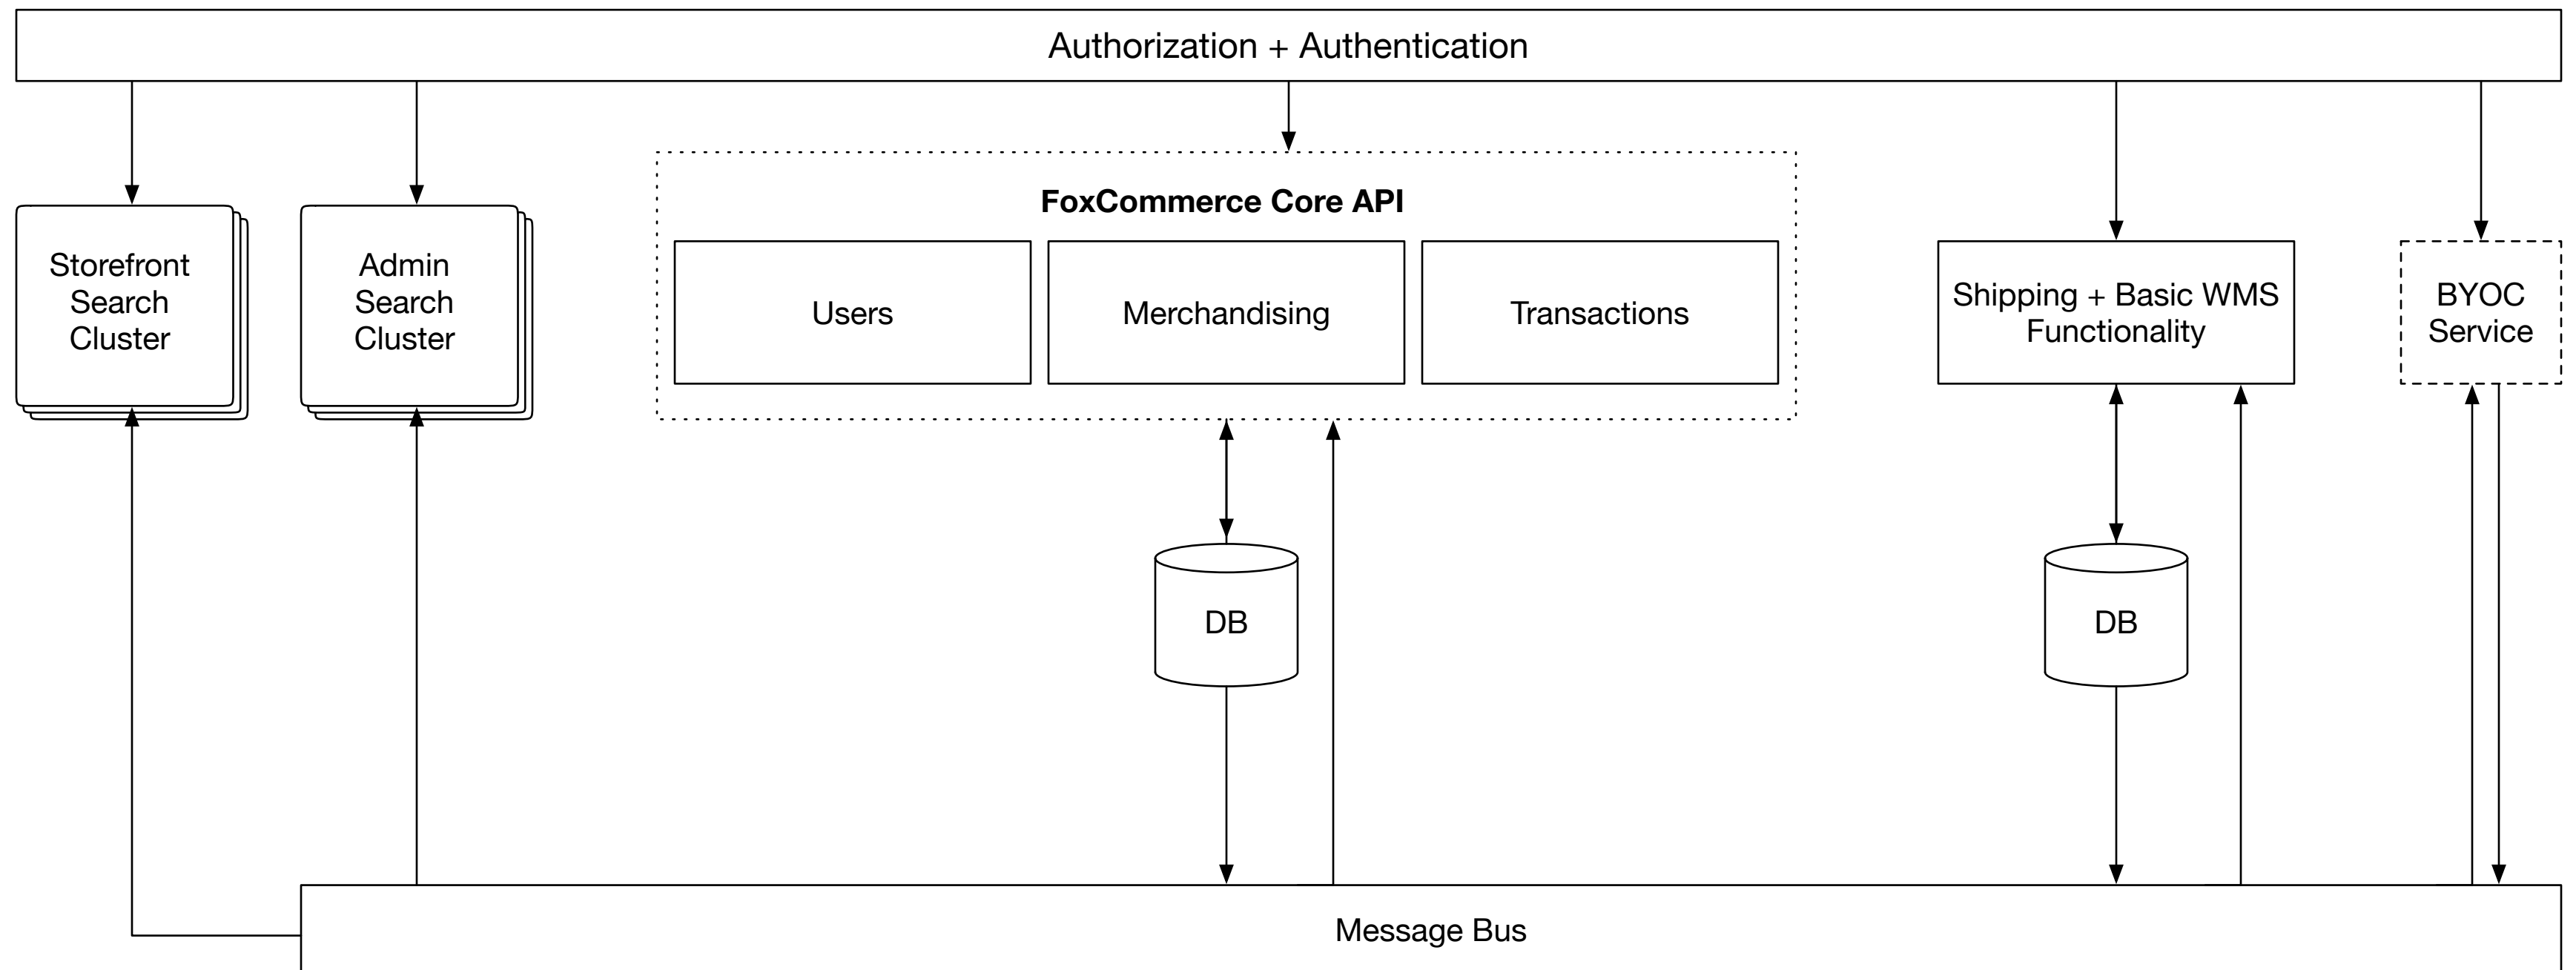 Authorization + Authentication
FoxCommerce Core API
Storefront
Search
Cluster
Admin
Search
Cluster
Users
Merchandising
Transactions
Shipping + Basic WMS
Functionality
BYOC
Service
DB
DB
Message Bus